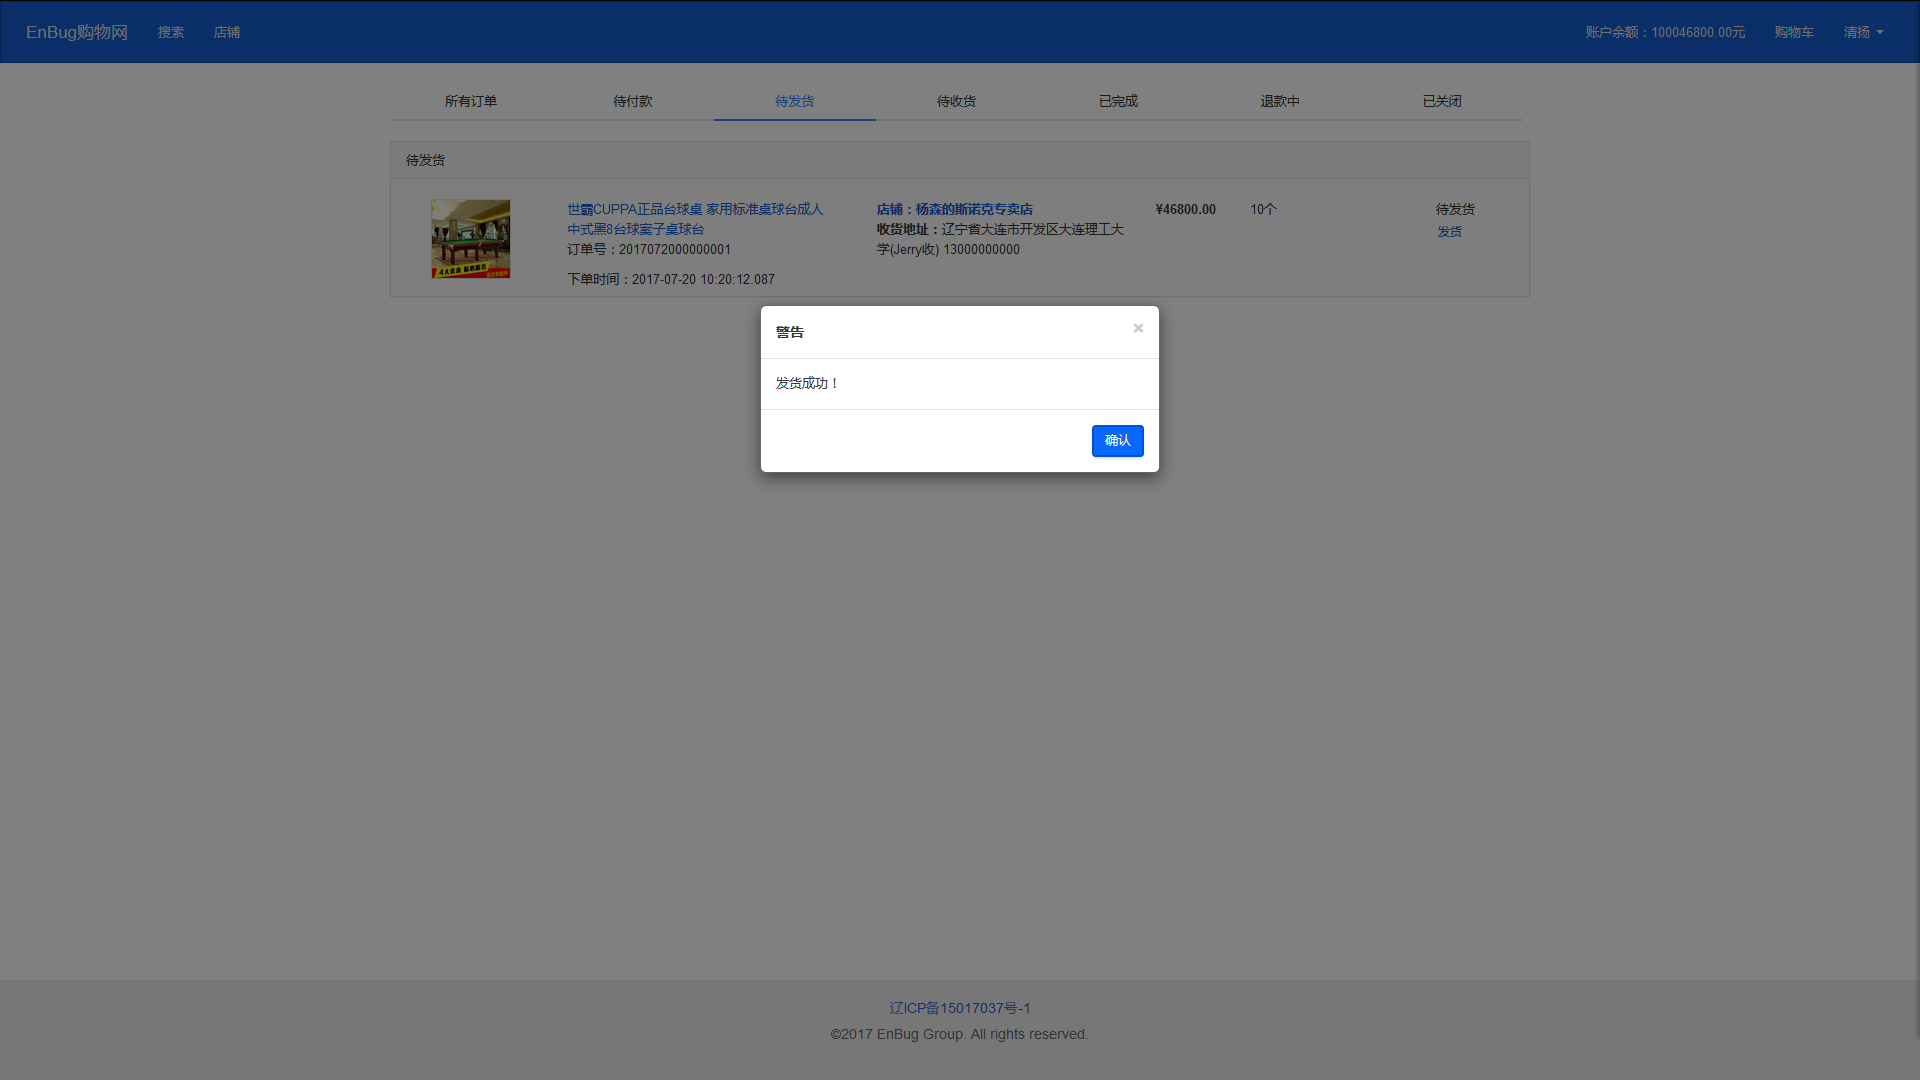 EnBug购物网 搜索 店铺 账户余额：100046800.00元 购物车 清扬
所有订单 待付款 待发货 待收货 已完成 退款中 已关闭
待发货
世霸CUPPA正品台球桌 家用标准桌球台成人
中式黑8台球案子桌球台
订单号：2017072000000001
下单时间：2017-07-20 10:20:12.087
店铺：杨森的斯诺克专卖店
收货地址：辽宁省大连市开发区大连理工大
学(Jerry收) 13000000000
¥46800.00
10个
待发货
发货
4大优惠 贴心服务
警告 ×
发货成功！
确认
辽ICP备15017037号-1
©2017 EnBug Group. All rights reserved.